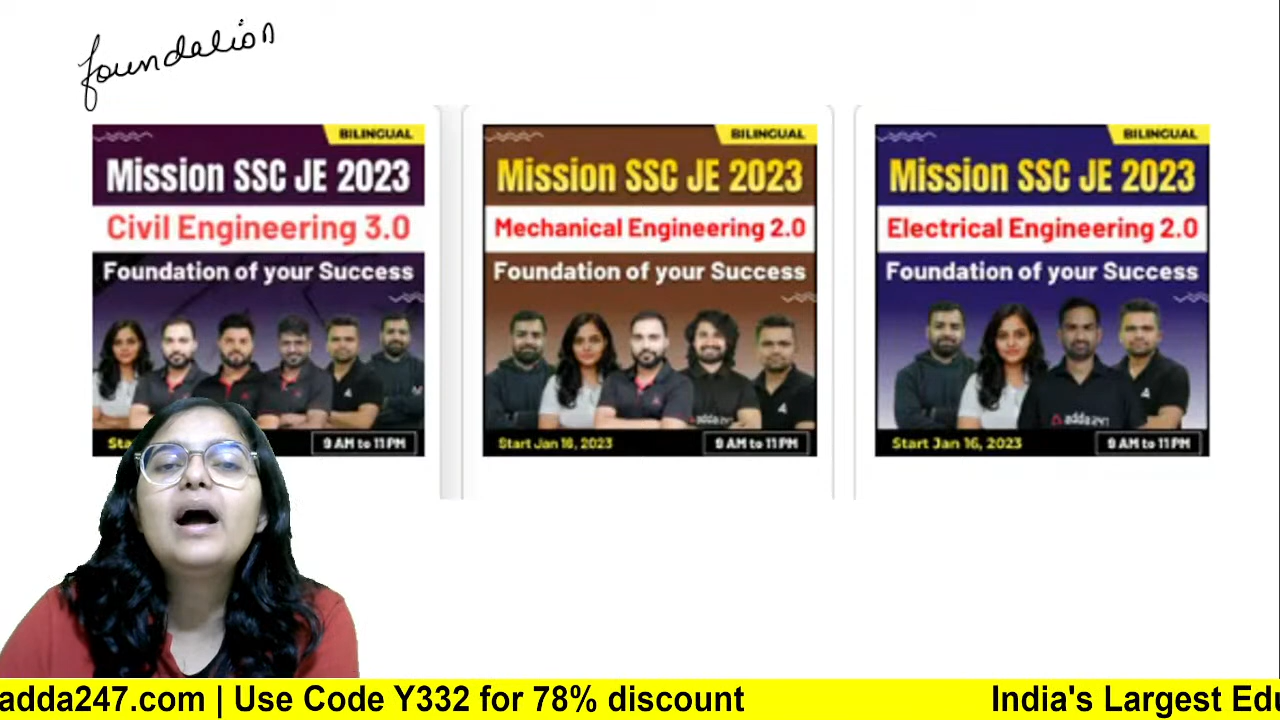 foundation
BILINGUAL
Mission SSC JE 2023
Civil Engineering 3.0
Foundation of your Success
Sta
9 AM to 11 PM
BILINGUAL
Mission SSC JE 2023
Mechanical Engineering 2.0
Foundation of your Success
adda247
Start Jan 16, 2023
9 AM to 11 PM
BILINGUAL
Mission SSC JE 2023
Electrical Engineering 2.0
Foundation of your Success
adda247
Start Jan 16, 2023
9 AM to 11 PM
adda247.com | Use Code Y332 for 78% discount
India's Largest Edu